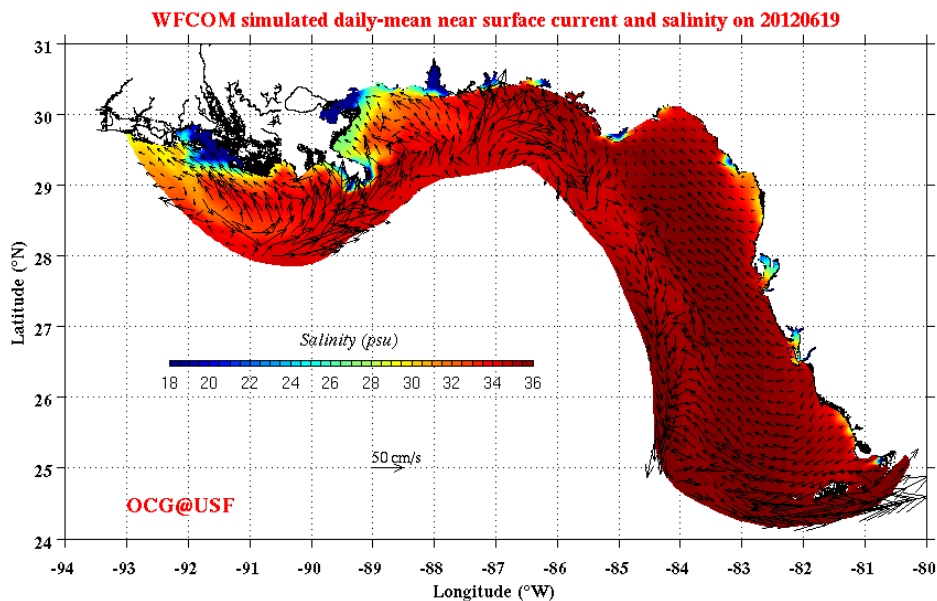 WFCOM simulated daily-mean near surface current and salinity on 20120619
31
30
29
28
27
26
25
24
Latitude (°N)
Salinity (psu)
18 20 22 24 26 28 30 32 34 36
50 cm/s
OCG@USF
-94 -93 -92 -91 -90 -89 -88 -87 -86 -85 -84 -83 -82 -81 -80
Longitude (°W)